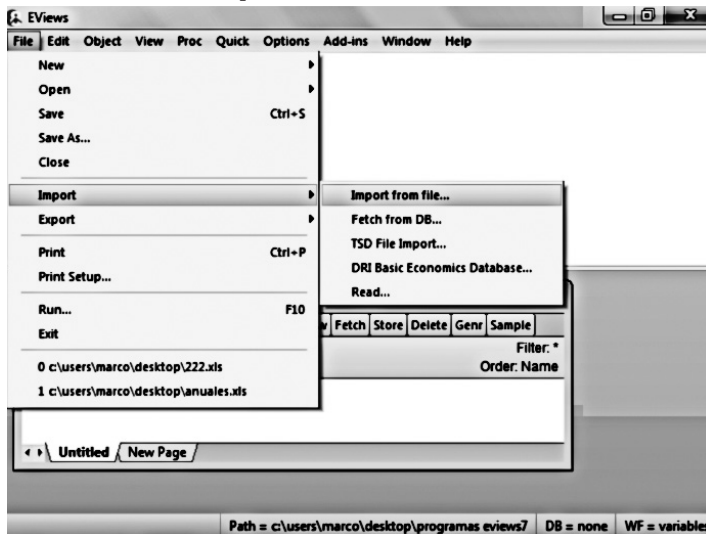 EViews
File Edit Object View Proc Quick Options Add-ins Window Help
New
Open
Save Ctrl+S
Save As...
Close
Import
Export
Print Ctrl+P
Print Setup...
Run... F10
Exit
0 c:\users\marco\desktop\222.xls
1 c:\users\marco\desktop\anuales.xls
Import from file...
Fetch from DB...
TSD File Import...
DRI Basic Economics Database...
Read...
Fetch Store Delete Genr Sample
Filter: *
Order: Name
Untitled New Page
Path = c:\users\marco\desktop\programas eviews7 DB = none WF = variables